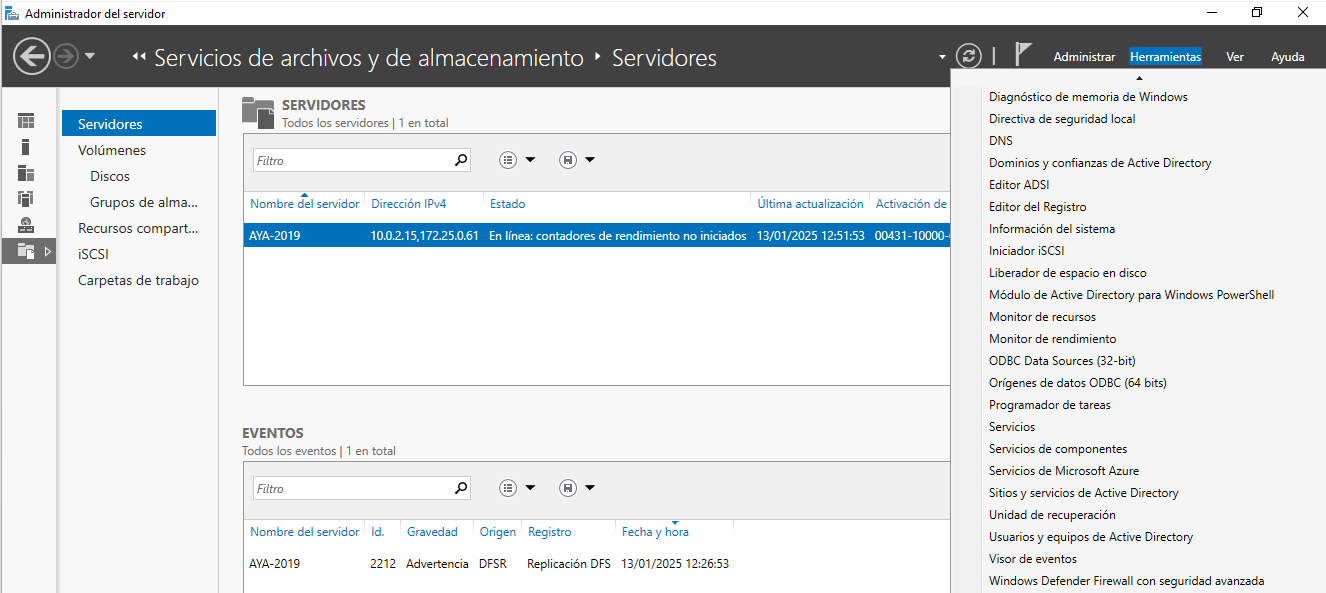 Administrador del servidor
Servicios de archivos y de almacenamiento Servidores
Administrar Herramientas Ver Ayuda
Servidores
Volúmenes
Discos
Grupos de alma...
Recursos compart...
iSCSI
Carpetas de trabajo
SERVIDORES
Todos los servidores | 1 en total
Filtro
Nombre del servidor Dirección IPv4 Estado Última actualización Activación de
AYA-2019 10.0.2.15,172.25.0.61 En línea: contadores de rendimiento no iniciados 13/01/2025 12:51:53 00431-10000-
EVENTOS
Todos los eventos | 1 en total
Filtro
Nombre del servidor Id. Gravedad Origen Registro Fecha y hora
AYA-2019 2212 Advertencia DFSR Replicación DFS 13/01/2025 12:26:53
Diagnóstico de memoria de Windows
Directiva de seguridad local
DNS
Dominios y confianzas de Active Directory
Editor ADSI
Editor del Registro
Información del sistema
Iniciador iSCSI
Liberador de espacio en disco
Módulo de Active Directory para Windows PowerShell
Monitor de recursos
Monitor de rendimiento
ODBC Data Sources (32-bit)
Orígenes de datos ODBC (64 bits)
Programador de tareas
Servicios
Servicios de componentes
Servicios de Microsoft Azure
Sitios y servicios de Active Directory
Unidad de recuperación
Usuarios y equipos de Active Directory
Visor de eventos
Windows Defender Firewall con seguridad avanzada